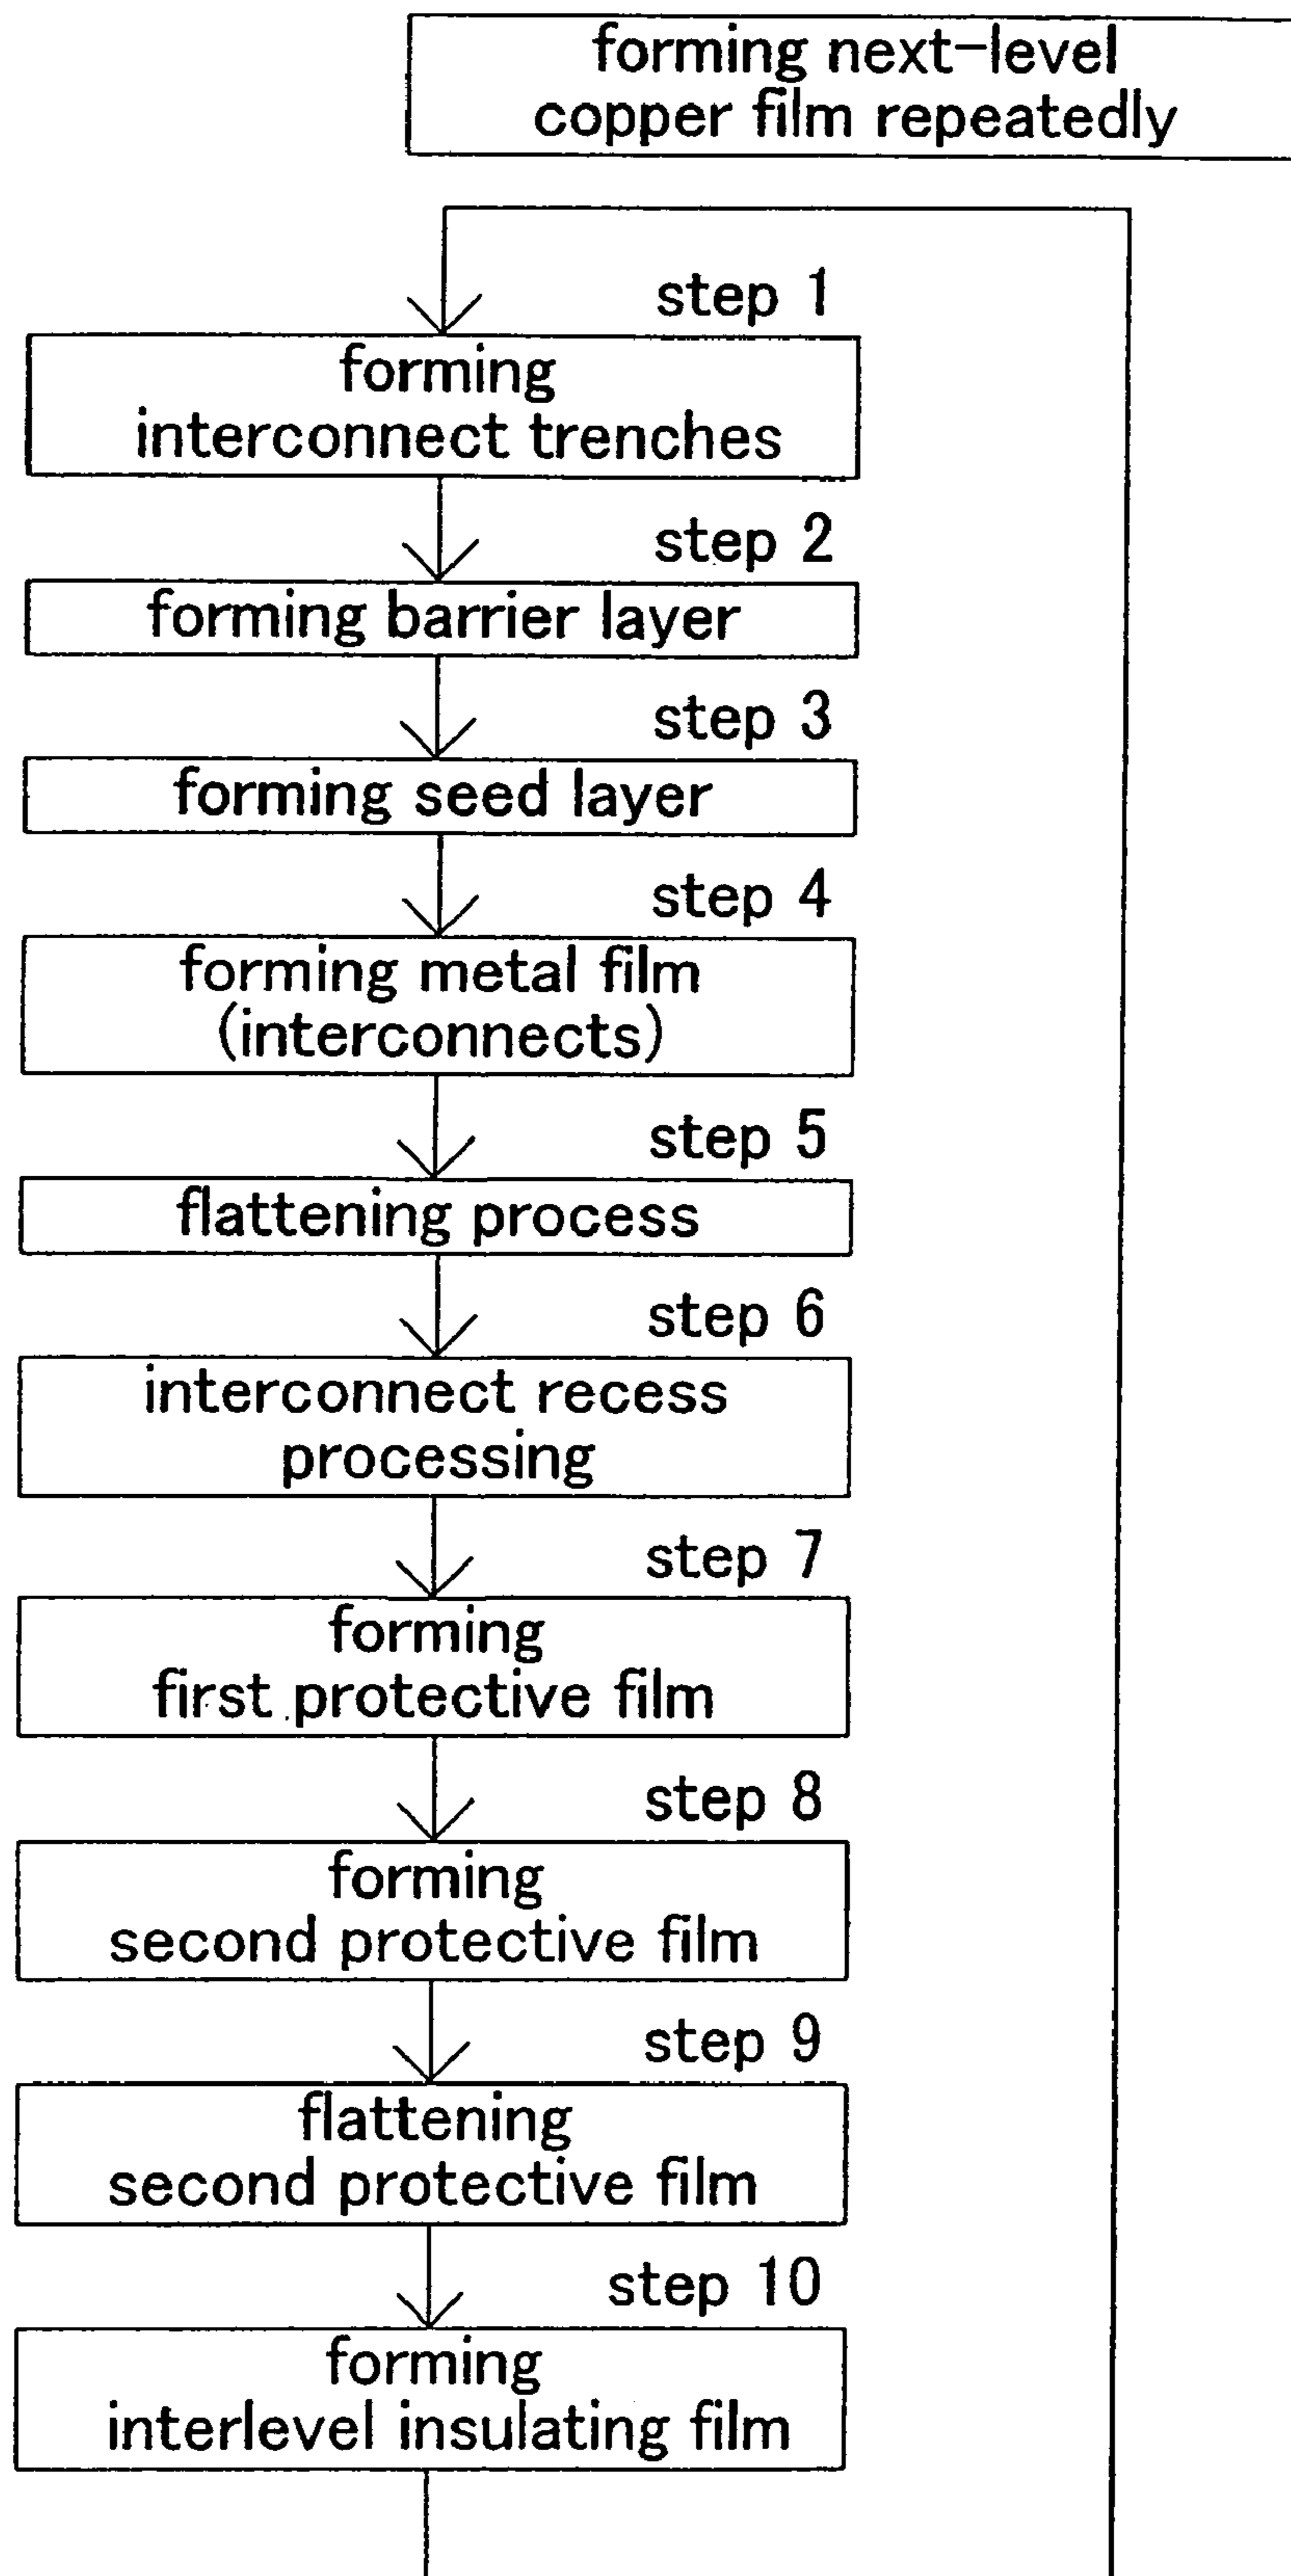 forming next-level
copper film repeatedly
step 1
forming
interconnect trenches
step 2
forming barrier layer
step 3
forming seed layer
step 4
forming metal film
(interconnects)
step 5
flattening process
step 6
interconnect recess
processing
step 7
forming
first protective film
step 8
forming
second protective film
step 9
flattening
second protective film
step 10
forming
interlevel insulating film